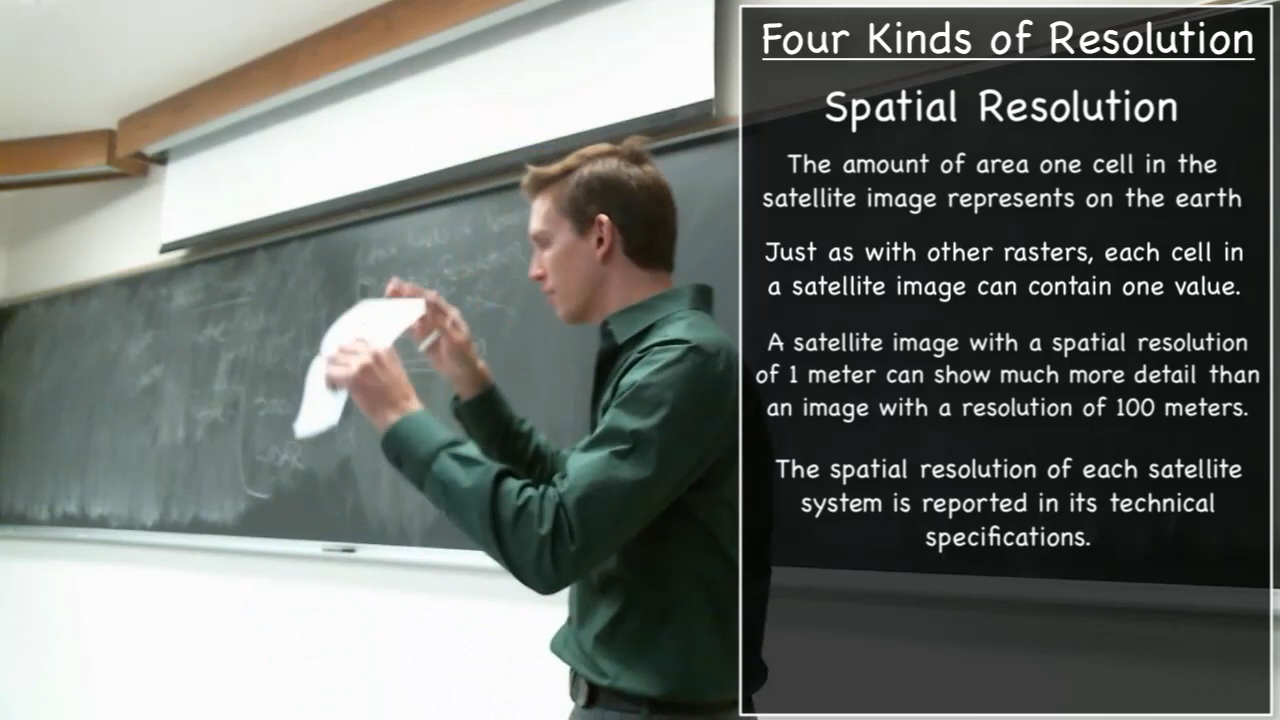 Four Kinds of Resolution
Spatial Resolution
The amount of area one cell in the
satellite image represents on the earth
Just as with other rasters, each cell in
a satellite image can contain one value.
A satellite image with a spatial resolution
of 1 meter can show much more detail than
an image with a resolution of 100 meters.
The spatial resolution of each satellite
system is reported in its technical
specifications.